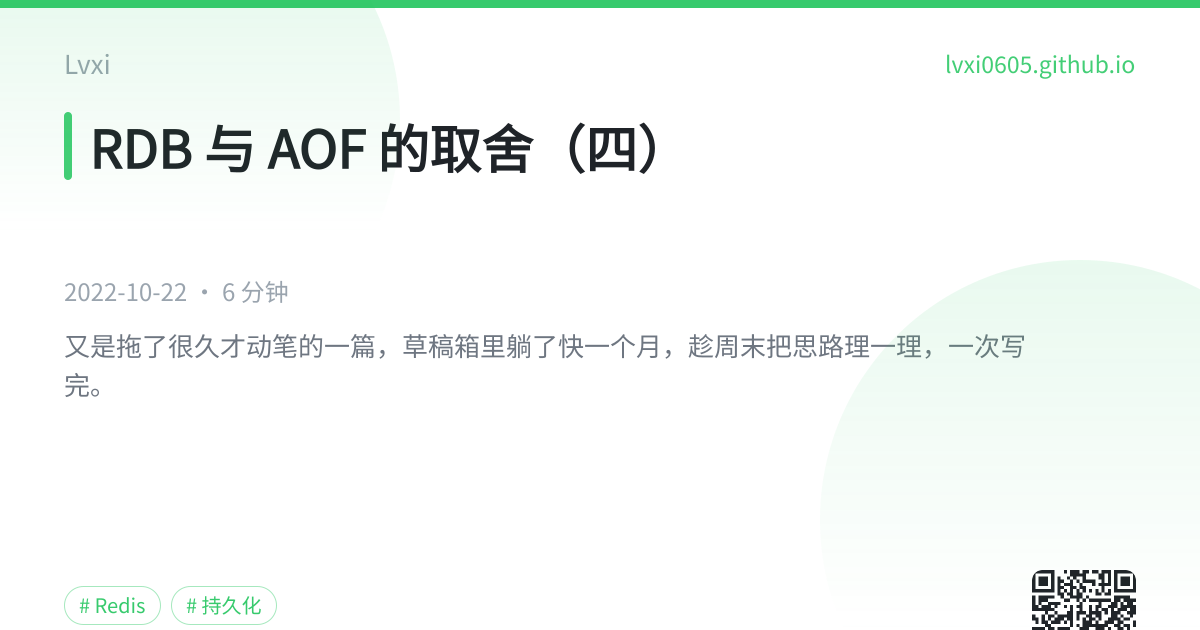 Lvxi
lvxi0605.github.io
RDB 与 AOF 的取舍（四）
2022-10-22 · 6 分钟
又是拖了很久才动笔的一篇，草稿箱里躺了快一个月，趁周末把思路理一理，一次写
完。
# Redis
# 持久化